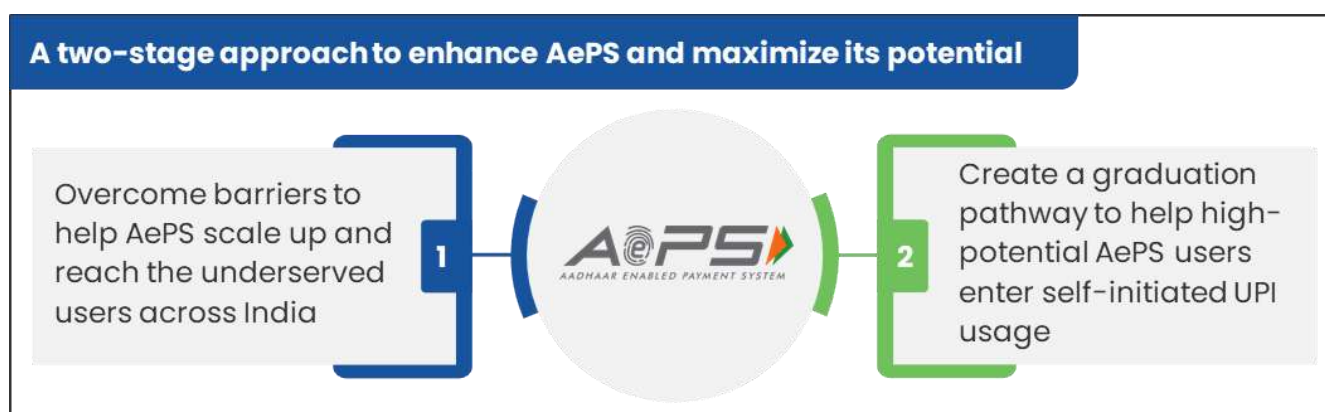 A two-stage approach to enhance AePS and maximize its potential
Overcome barriers to
help AePS scale up and
reach the underserved
users across India
1
AePS
AADHAAR ENABLED PAYMENT SYSTEM
2
Create a graduation
pathway to help high-
potential AePS users
enter self-initiated UPI
usage